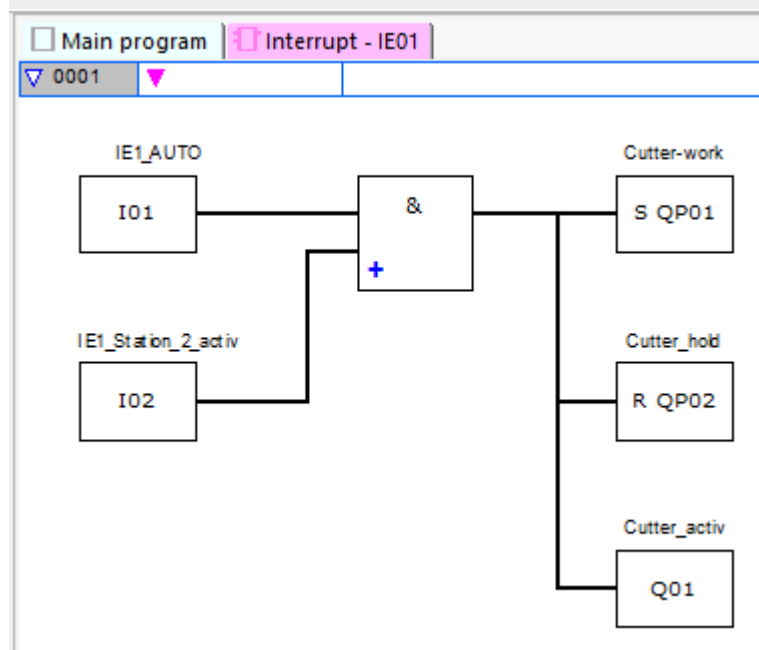 Main program Interrupt - IE01
0001
IE1_AUTO Cutter-work
I01 & S QP01
+
IE1_Station_2_activ Cutter_hold
I02 R QP02
Cutter_activ
Q01